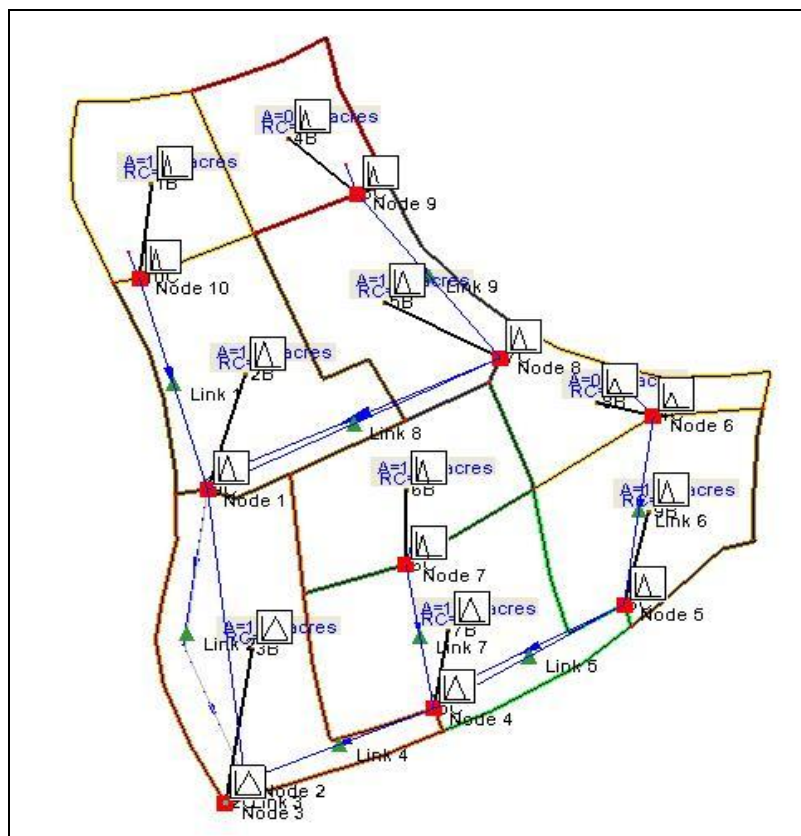 A=0 acres
RC=
4B
A=1 acres
RC=
1B
Node 9
Node 10
Link 9
A=1 acres
RC=
5B
Node 8
A=1 acres
RC=
2B
Link 1
A=0 acres
RC=
Node 6
Link 8
A=1 acres
RC=
6B
Node 1
A=1 acres
RC=
9B
Link 6
Node 7
Node 5
A=1 acres
RC=
7B
Link 7
A=1 acres
RC=
3B
Link 5
Node 4
Link 4
Node 2
Link 3
Node 3